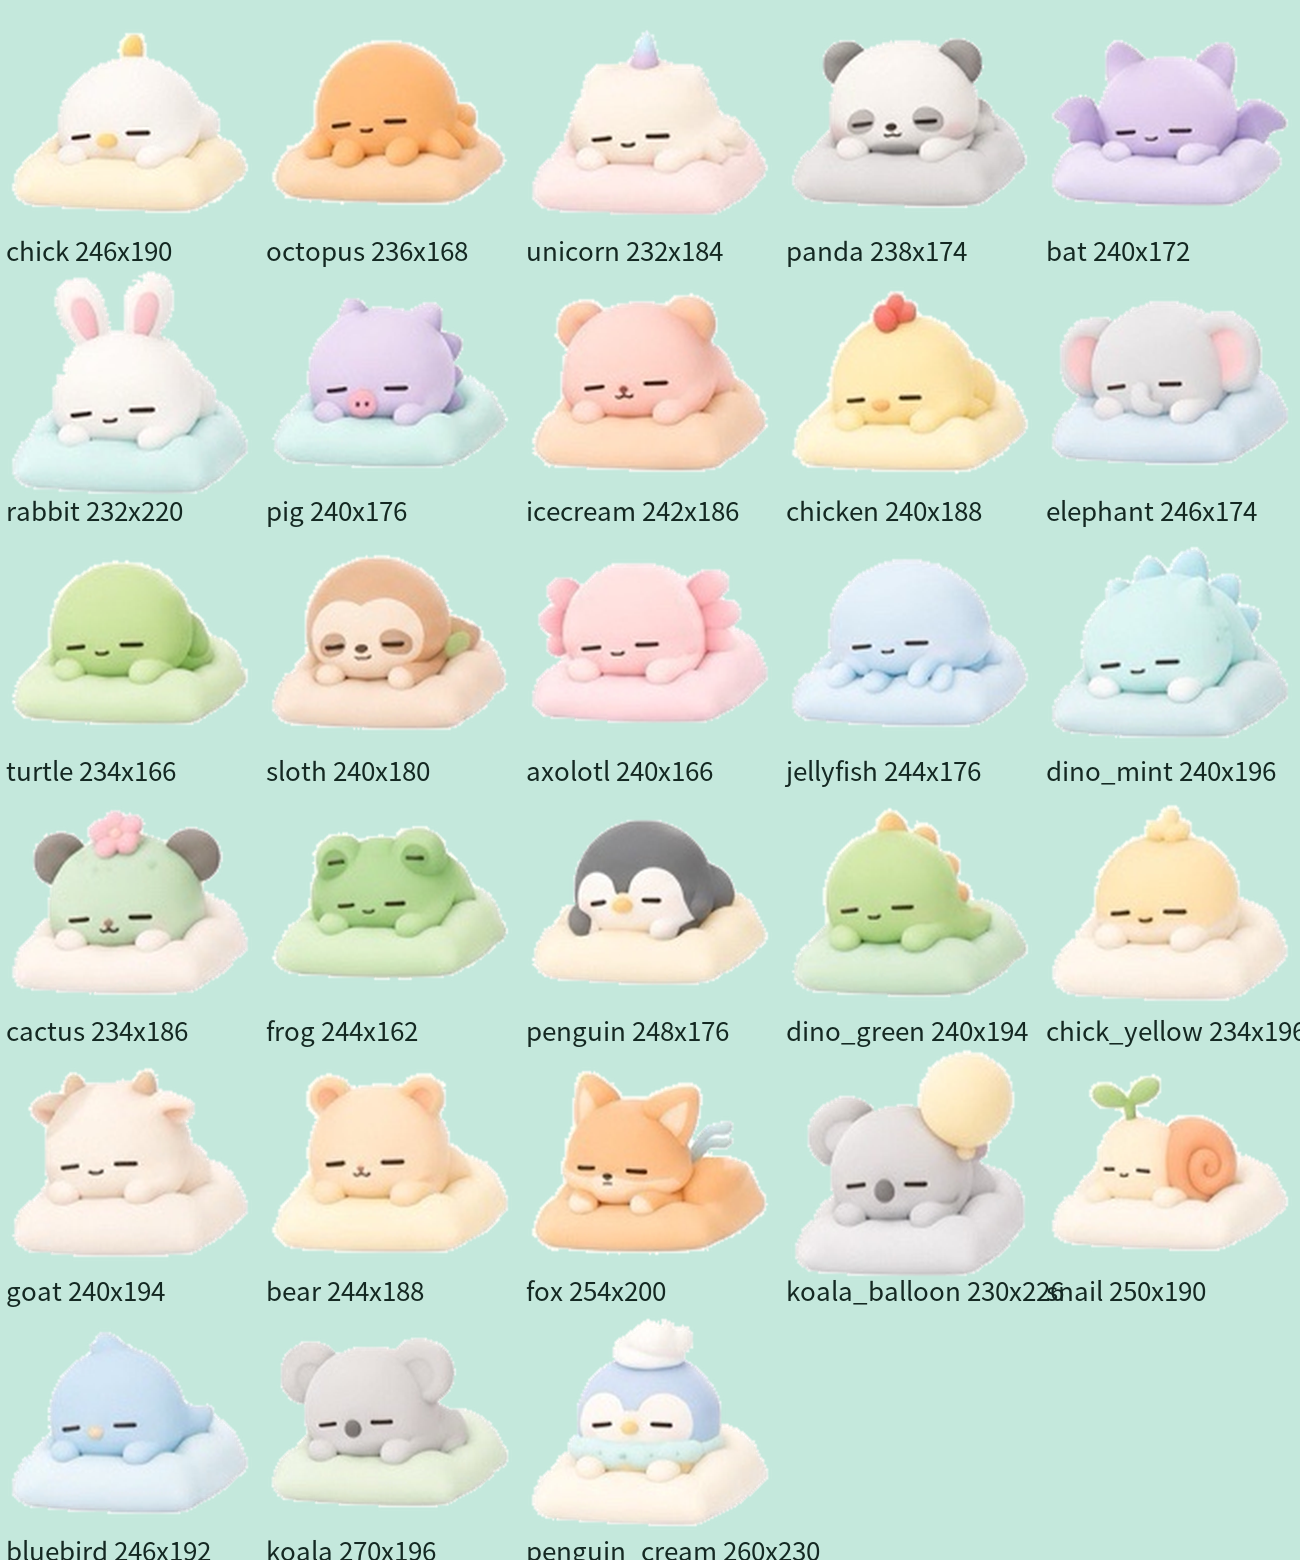 chick 246x190
octopus 236x168
unicorn 232x184
panda 238x174
bat 240x172
rabbit 232x220
pig 240x176
icecream 242x186
chicken 240x188
elephant 246x174
turtle 234x166
sloth 240x180
axolotl 240x166
jellyfish 244x176
dino_mint 240x196
cactus 234x186
frog 244x162
penguin 248x176
dino_green 240x194
chick_yellow 234x196
goat 240x194
bear 244x188
fox 254x200
koala_balloon 230x226
snail 250x190
bluebird 246x192
koala 270x196
penguin_cream 260x230